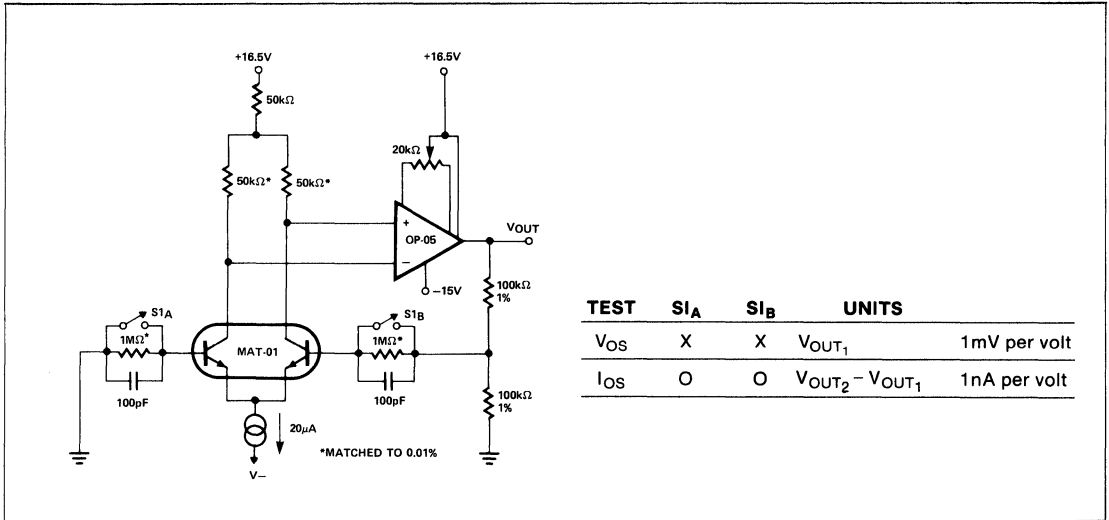 +16.5V
+16.5V
50kΩ
20kΩ
50kΩ*
50kΩ*
+
OP-05
VOUT
−
−15V
100kΩ
1%
S1A
1MΩ*
100pF
MAT-01
S1B
1MΩ*
100pF
100kΩ
1%
20μA
*MATCHED TO 0.01%
V−
TEST SIA SIB UNITS
VOS X X VOUT1 1mV per volt
IOS O O VOUT2 − VOUT1 1nA per volt